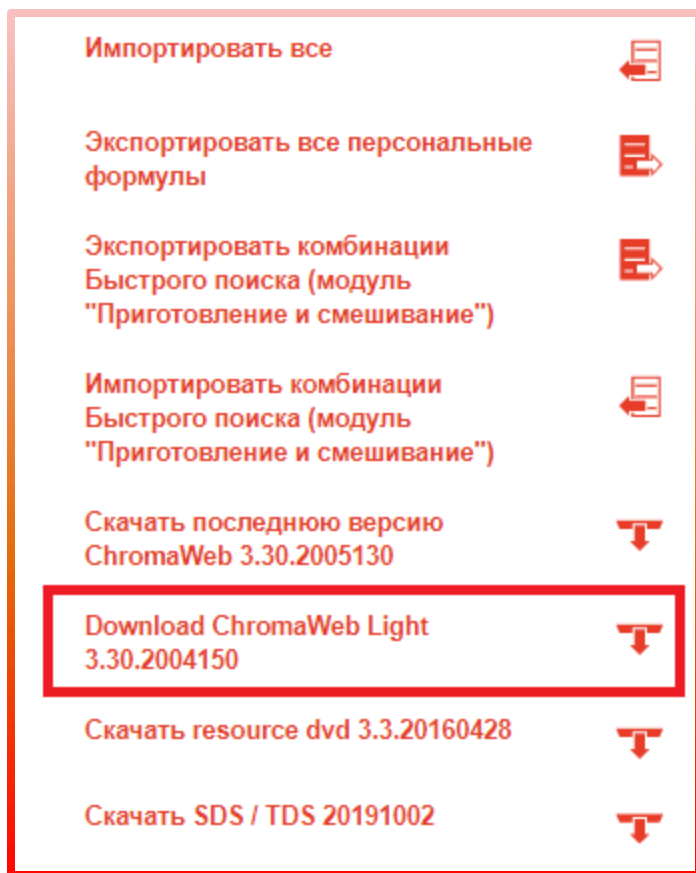 Импортировать все
Экспортировать все персональные
формулы
Экспортировать комбинации
Быстрого поиска (модуль
"Приготовление и смешивание")
Импортировать комбинации
Быстрого поиска (модуль
"Приготовление и смешивание")
Скачать последнюю версию
ChromaWeb 3.30.2005130
Download ChromaWeb Light
3.30.2004150
Скачать resource dvd 3.3.20160428
Скачать SDS / TDS 20191002